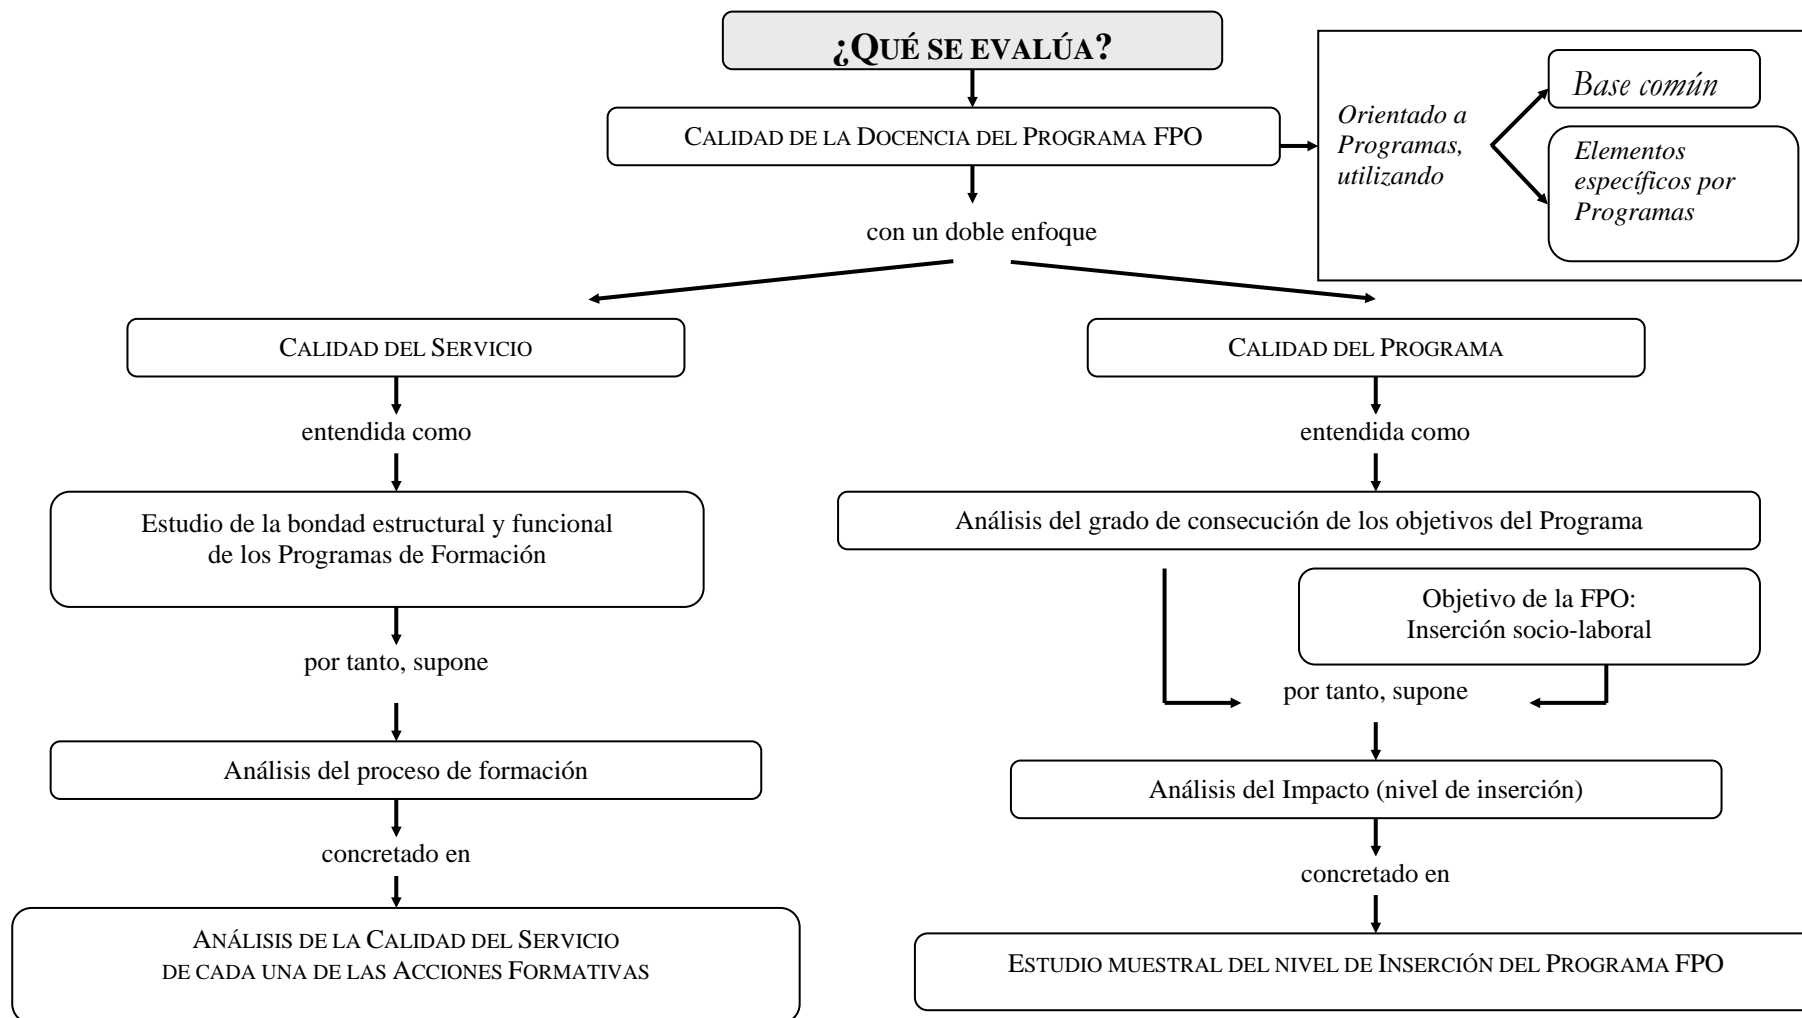 ¿QUÉ SE EVALÚA?
CALIDAD DE LA DOCENCIA DEL PROGRAMA FPO
Orientado a
Programas,
utilizando
Base común
Elementos
específicos por
Programas
con un doble enfoque
CALIDAD DEL SERVICIO
entendida como
Estudio de la bondad estructural y funcional
de los Programas de Formación
por tanto, supone
Análisis del proceso de formación
concretado en
ANÁLISIS DE LA CALIDAD DEL SERVICIO
DE CADA UNA DE LAS ACCIONES FORMATIVAS
CALIDAD DEL PROGRAMA
entendida como
Análisis del grado de consecución de los objetivos del Programa
Objetivo de la FPO:
Inserción socio-laboral
por tanto, supone
Análisis del Impacto (nivel de inserción)
concretado en
ESTUDIO MUESTRAL DEL NIVEL DE INSERCIÓN DEL PROGRAMA FPO